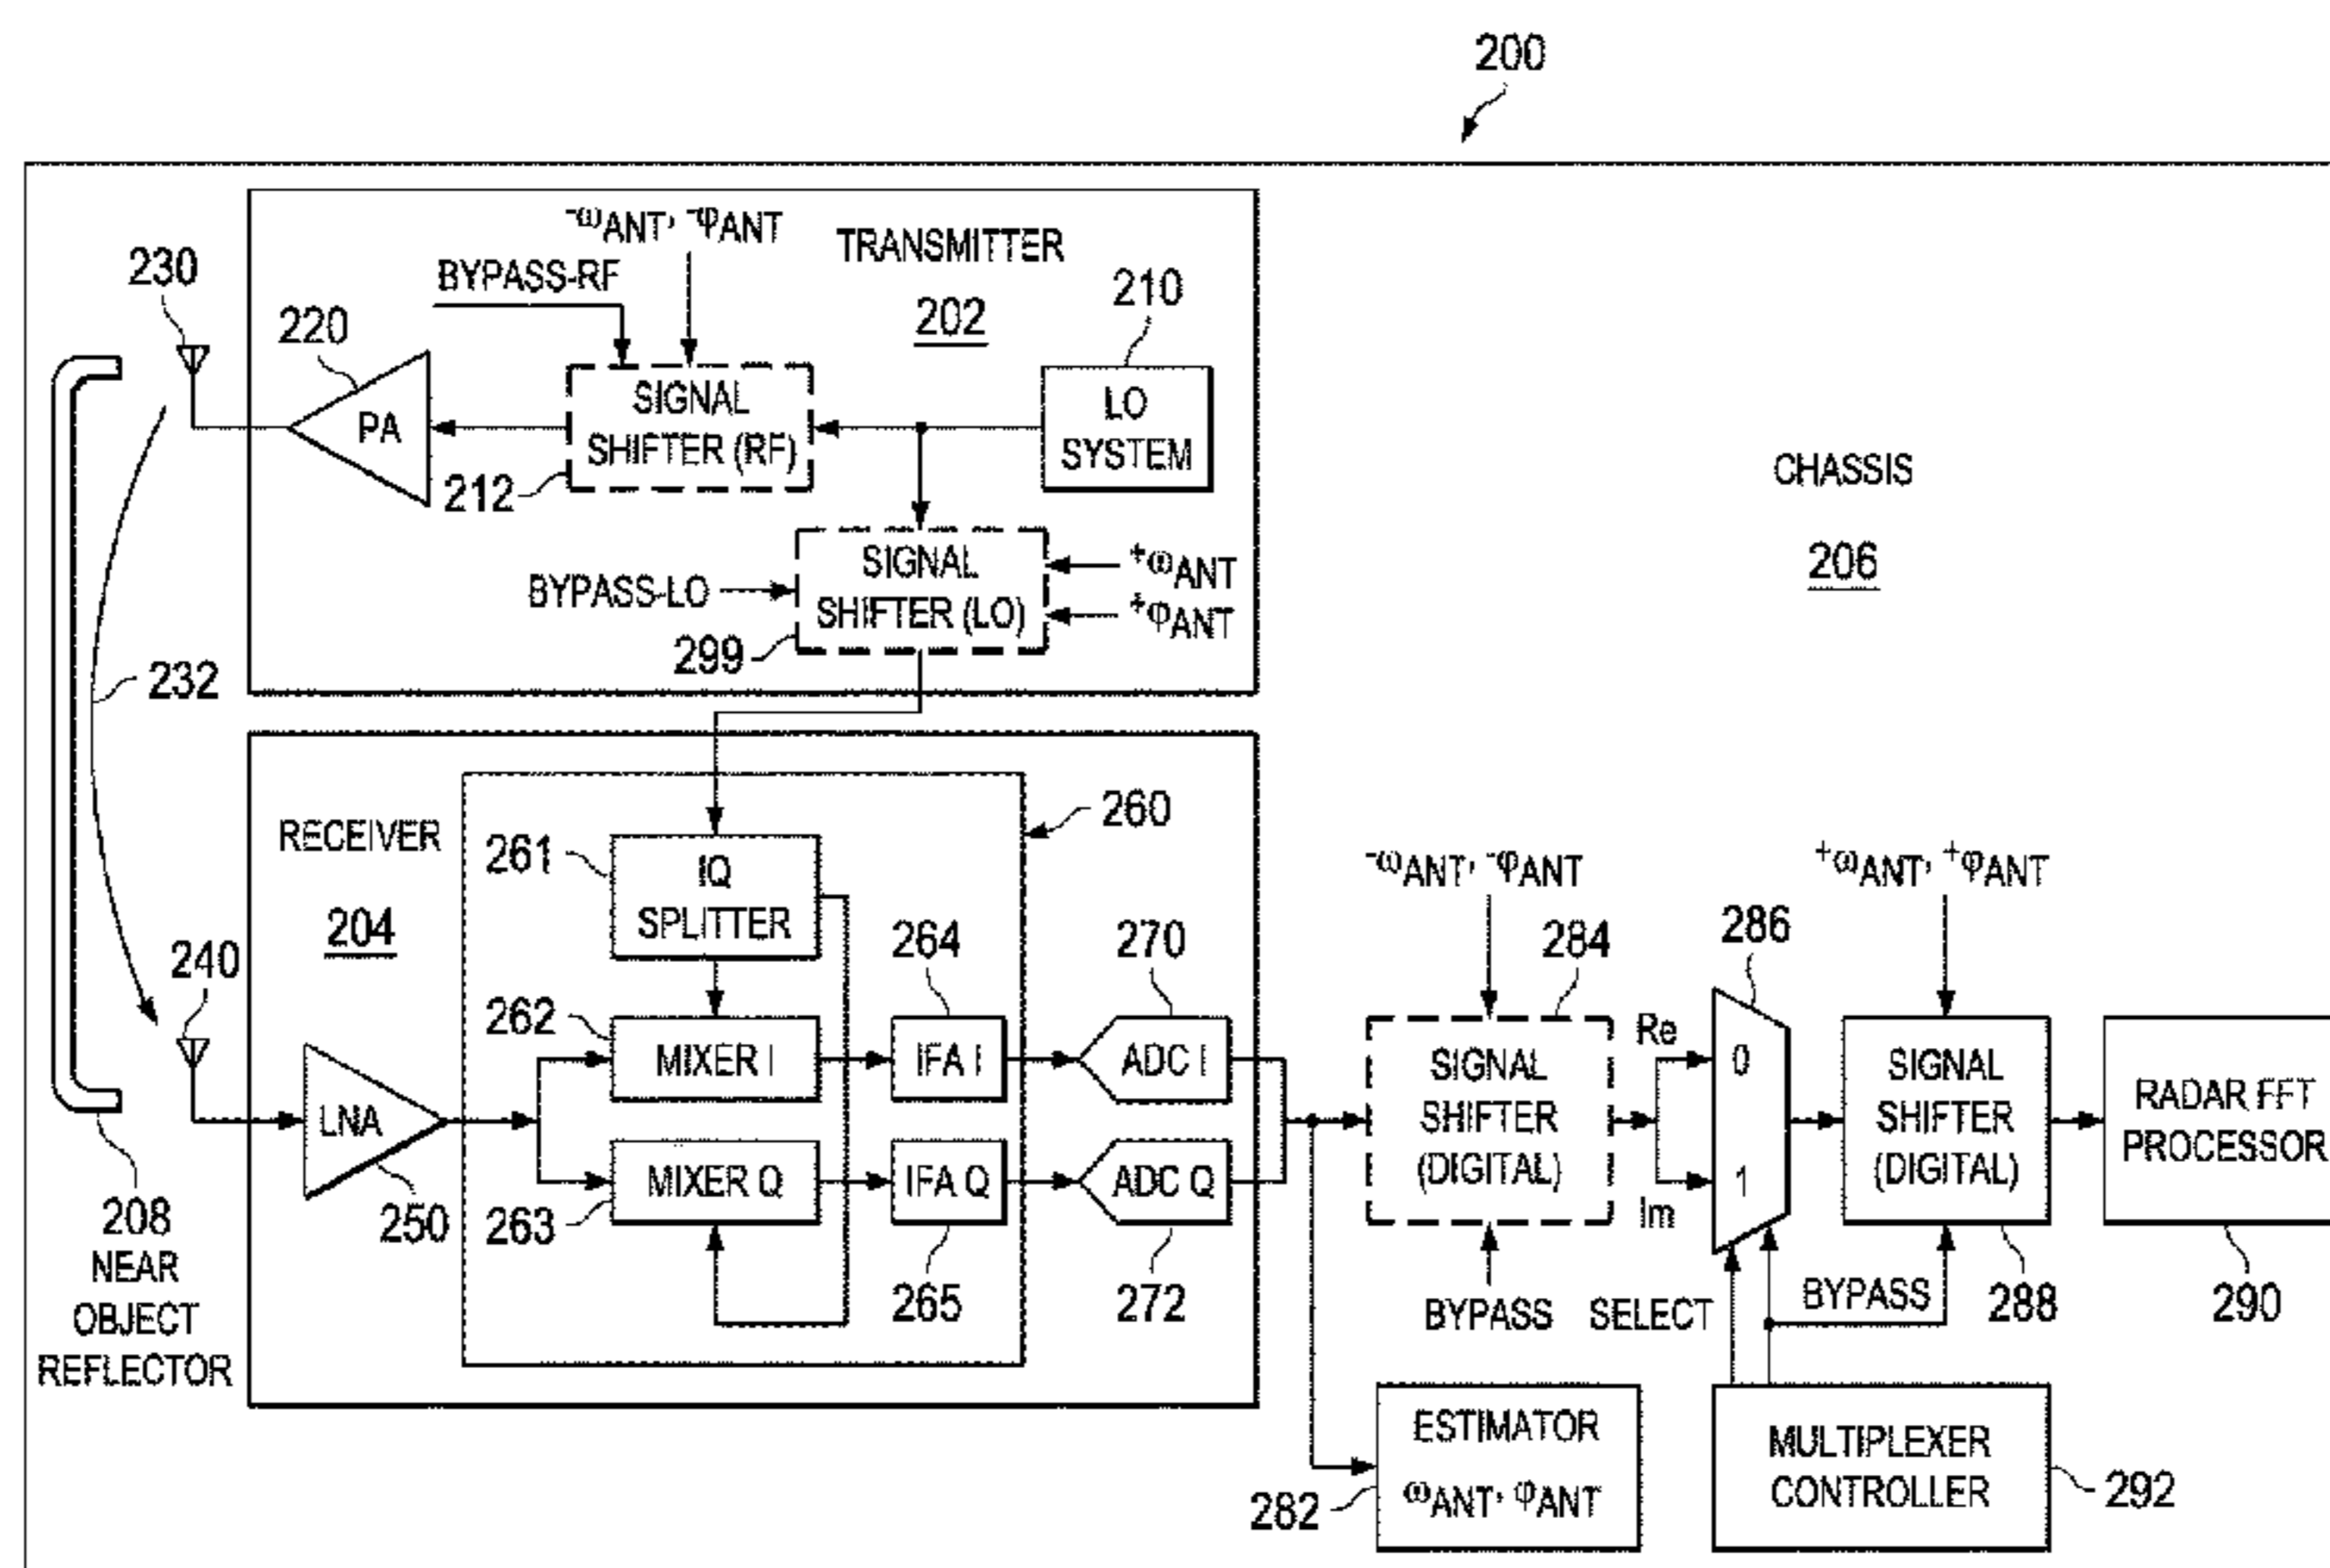 200
-ωANT, -φANT
TRANSMITTER
202
BYPASS-RF
230
220
210
PA
SIGNAL
SHIFTER (RF)
212
LO
SYSTEM
CHASSIS
206
BYPASS-LO
SIGNAL
SHIFTER (LO)
299
+ωANT
+φANT
232
RECEIVER
204
260
261
IQ
SPLITTER
240
262
MIXER I
264
IFA I
270
ADC I
LNA
250
263
MIXER Q
IFA Q
265
ADC Q
272
-ωANT, -φANT
284
SIGNAL
SHIFTER
(DIGITAL)
BYPASS
Re
Im
286
0
1
SELECT
+ωANT, +φANT
SIGNAL
SHIFTER
(DIGITAL)
BYPASS
288
RADAR FFT
PROCESSOR
290
208
NEAR
OBJECT
REFLECTOR
ESTIMATOR
ωANT, φANT
282
MULTIPLEXER
CONTROLLER
292